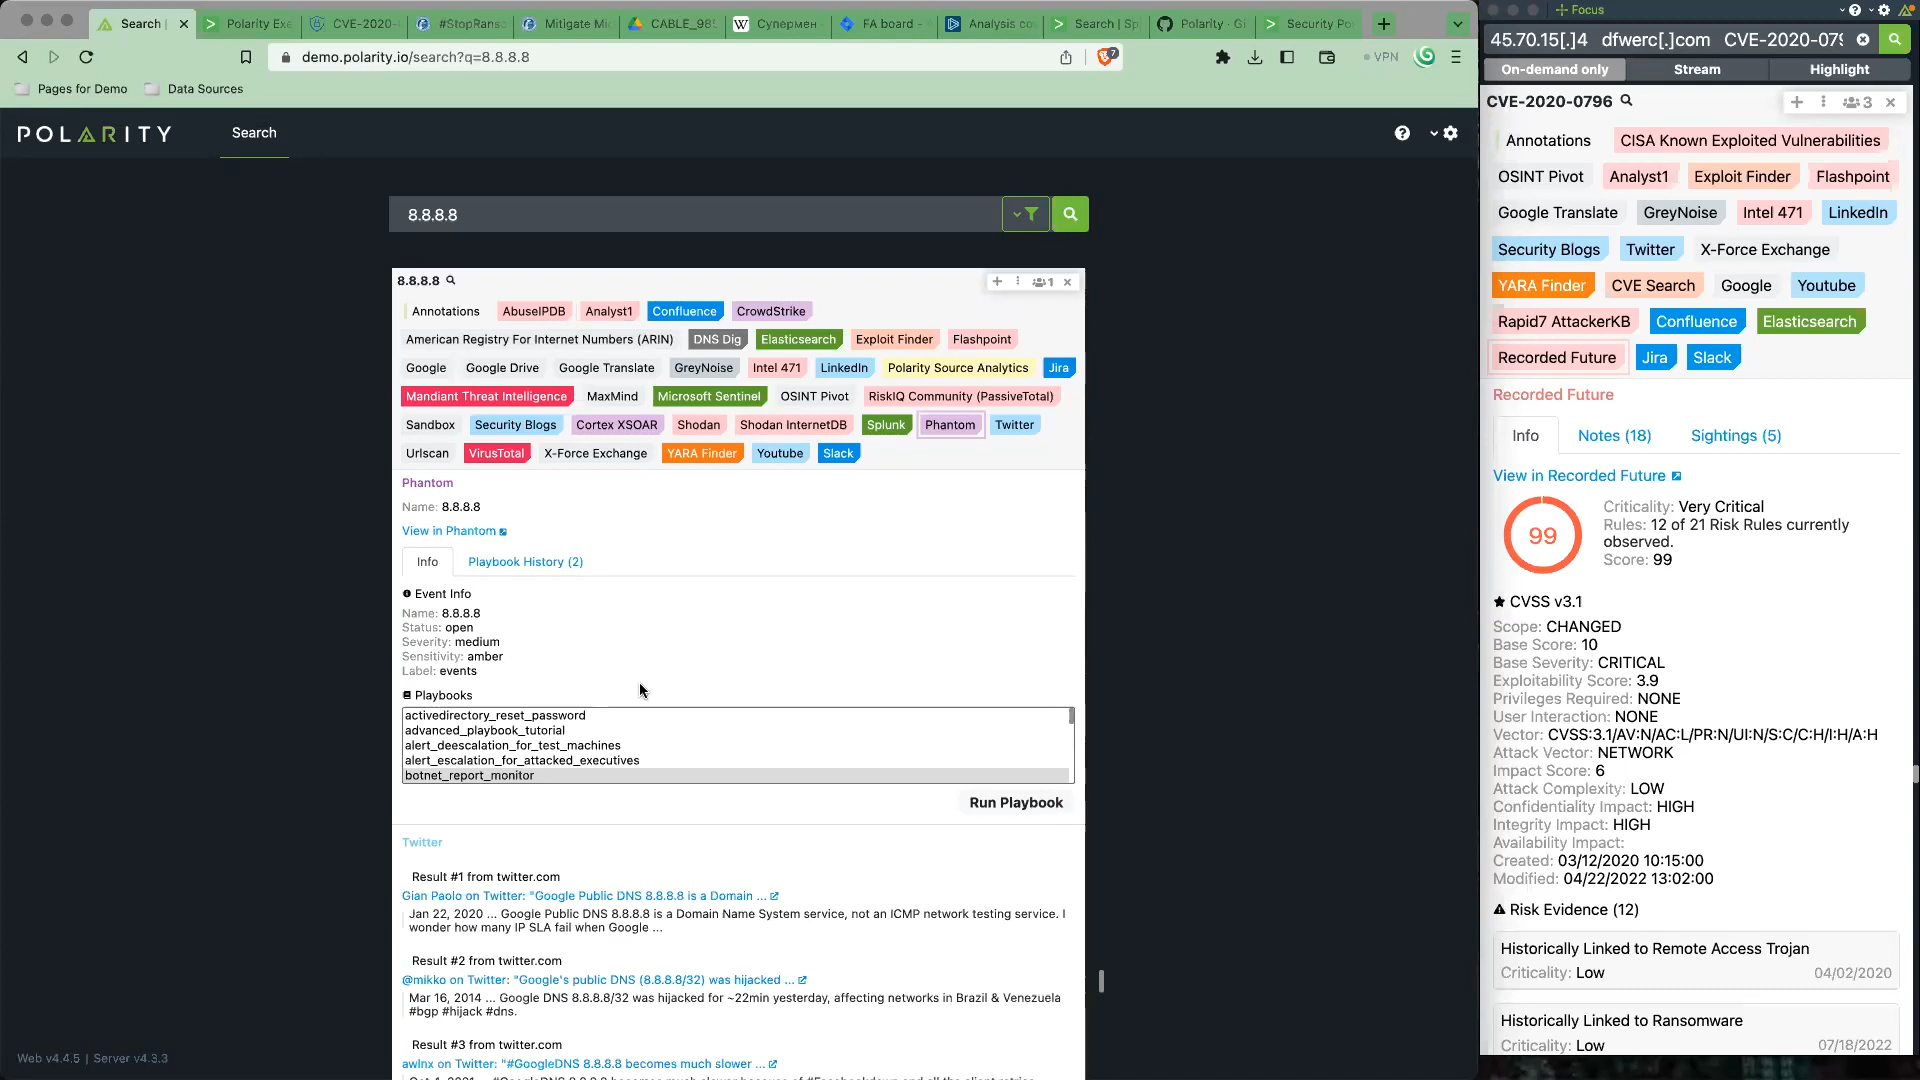 Search |
Polarity Exe
CVE-2020-
#StopRanso
Mitigate Mi
CABLE_985
Супермен
FA board -
Analysis co
Search | Sp
Polarity · Gi
Security Po
demo.polarity.io/search?q=8.8.8.8
7
VPN
Pages for Demo
Data Sources
POLARITY
Search
8.8.8.8
8.8.8.8
1
Annotations AbuseIPDB Analyst1 Confluence CrowdStrike
American Registry For Internet Numbers (ARIN) DNS Dig Elasticsearch Exploit Finder Flashpoint
Google Google Drive Google Translate GreyNoise Intel 471 LinkedIn Polarity Source Analytics Jira
Mandiant Threat Intelligence MaxMind Microsoft Sentinel OSINT Pivot RiskIQ Community (PassiveTotal)
Sandbox Security Blogs Cortex XSOAR Shodan Shodan InternetDB Splunk Phantom Twitter
Urlscan VirusTotal X-Force Exchange YARA Finder Youtube Slack
Phantom
Name: 8.8.8.8
View in Phantom
Info Playbook History (2)
Event Info
Name: 8.8.8.8
Status: open
Severity: medium
Sensitivity: amber
Label: events
Playbooks
activedirectory_reset_password
advanced_playbook_tutorial
alert_deescalation_for_test_machines
alert_escalation_for_attacked_executives
botnet_report_monitor
Run Playbook
Twitter
Result #1 from twitter.com
Gian Paolo on Twitter: "Google Public DNS 8.8.8.8 is a Domain ...
Jan 22, 2020 ... Google Public DNS 8.8.8.8 is a Domain Name System service, not an ICMP network testing service. I
wonder how many IP SLA fail when Google ...
Result #2 from twitter.com
@mikko on Twitter: "Google's public DNS (8.8.8.8/32) was hijacked ...
Mar 16, 2014 ... Google DNS 8.8.8.8/32 was hijacked for ~22min yesterday, affecting networks in Brazil & Venezuela
#bgp #hijack #dns.
Result #3 from twitter.com
awlnx on Twitter: "#GoogleDNS 8.8.8.8 becomes much slower ...
Web v4.4.5 | Server v4.3.3
Focus
45.70.15[.]4 dfwerc[.]com CVE-2020-079
On-demand only Stream Highlight
CVE-2020-0796
3
Annotations CISA Known Exploited Vulnerabilities
OSINT Pivot Analyst1 Exploit Finder Flashpoint
Google Translate GreyNoise Intel 471 LinkedIn
Security Blogs Twitter X-Force Exchange
YARA Finder CVE Search Google Youtube
Rapid7 AttackerKB Confluence Elasticsearch
Recorded Future Jira Slack
Recorded Future
Info Notes (18) Sightings (5)
View in Recorded Future
99
Criticality: Very Critical
Rules: 12 of 21 Risk Rules currently
observed.
Score: 99
CVSS v3.1
Scope: CHANGED
Base Score: 10
Base Severity: CRITICAL
Exploitability Score: 3.9
Privileges Required: NONE
User Interaction: NONE
Vector: CVSS:3.1/AV:N/AC:L/PR:N/UI:N/S:C/C:H/I:H/A:H
Attack Vector: NETWORK
Impact Score: 6
Attack Complexity: LOW
Confidentiality Impact: HIGH
Integrity Impact: HIGH
Availability Impact:
Created: 03/12/2020 10:15:00
Modified: 04/22/2022 13:02:00
Risk Evidence (12)
Historically Linked to Remote Access Trojan
Criticality: Low 04/02/2020
Historically Linked to Ransomware
Criticality: Low 07/18/2022